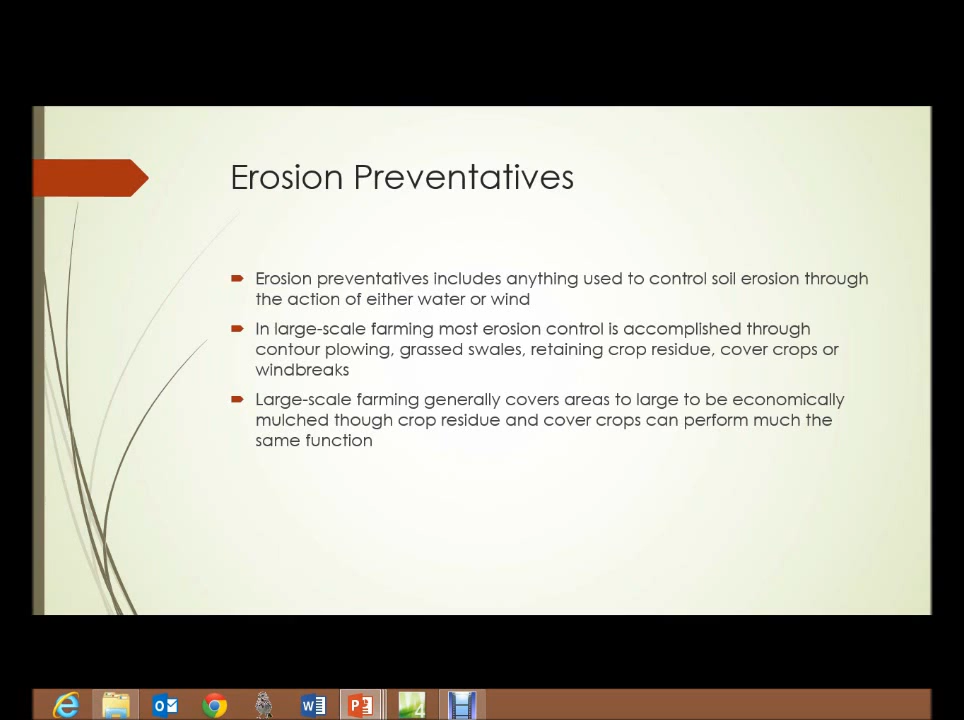 Erosion Preventatives
Erosion preventatives includes anything used to control soil erosion through
the action of either water or wind
In large-scale farming most erosion control is accomplished through
contour plowing, grassed swales, retaining crop residue, cover crops or
windbreaks
Large-scale farming generally covers areas to large to be economically
mulched though crop residue and cover crops can perform much the
same function